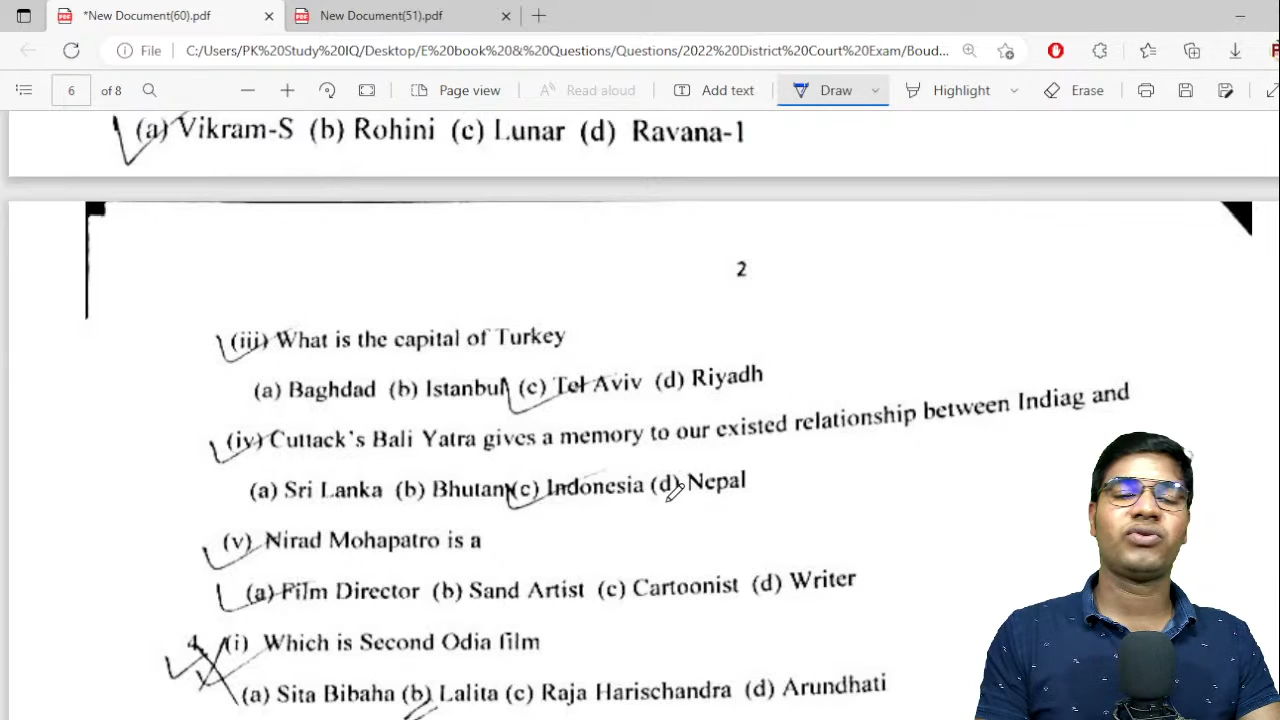 *New Document(60).pdf
New Document(51).pdf
File C:/Users/PK%20Study%20IQ/Desktop/E%20book%20&%20Questions/Questions/2022%20District%20Court%20Exam/Boud...
6 of 8 Page view Read aloud Add text Draw Highlight Erase
(a) Vikram-S (b) Rohini (c) Lunar (d) Ravana-1
2
(iii) What is the capital of Turkey
(a) Baghdad (b) Istanbul (c) Tel Aviv (d) Riyadh
(iv) Cuttack's Bali Yatra gives a memory to our existed relationship between Indiag and
(a) Sri Lanka (b) Bhutan (c) Indonesia (d) Nepal
(v) Nirad Mohapatro is a
(a) Film Director (b) Sand Artist (c) Cartoonist (d) Writer
4. (i) Which is Second Odia film
(a) Sita Bibaha (b) Lalita (c) Raja Harischandra (d) Arundhati